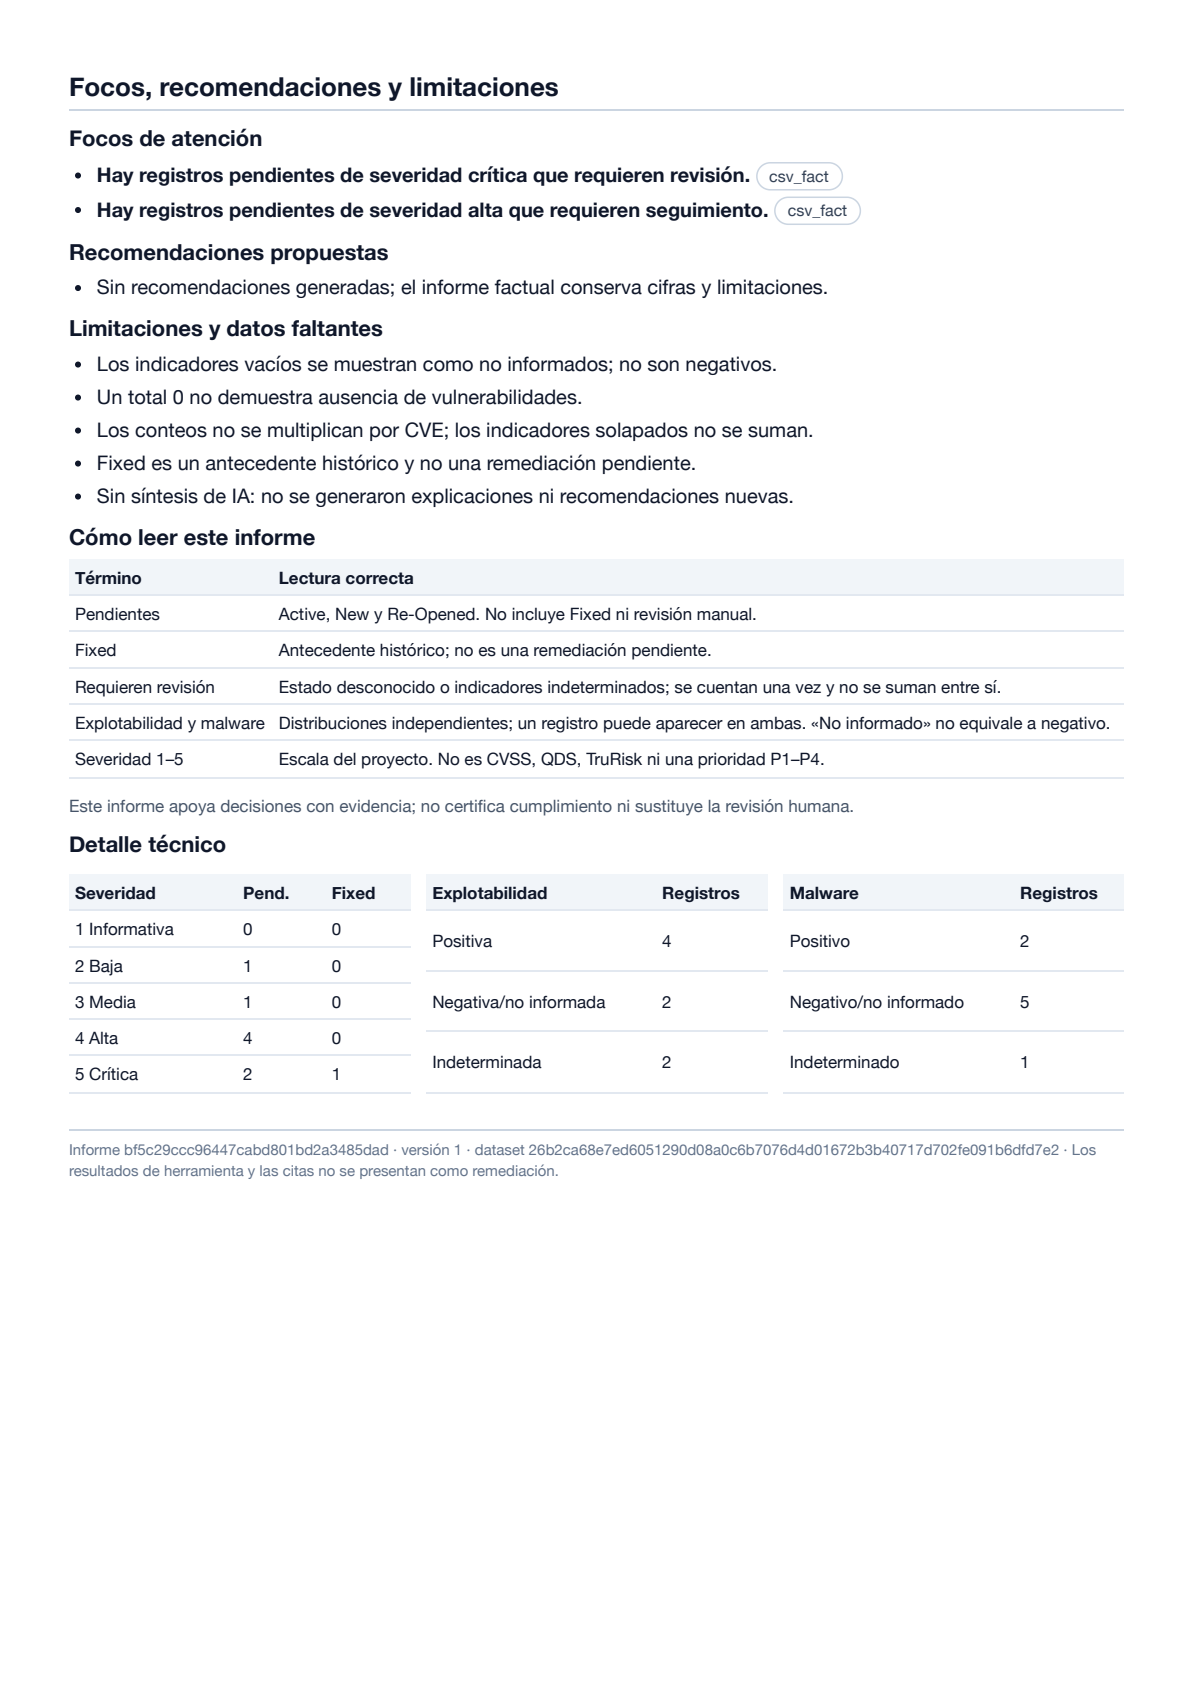 Focos, recomendaciones y limitaciones
Focos de atención
• Hay registros pendientes de severidad crítica que requieren revisión. csv_fact
• Hay registros pendientes de severidad alta que requieren seguimiento. csv_fact
Recomendaciones propuestas
• Sin recomendaciones generadas; el informe factual conserva cifras y limitaciones.
Limitaciones y datos faltantes
• Los indicadores vacíos se muestran como no informados; no son negativos.
• Un total 0 no demuestra ausencia de vulnerabilidades.
• Los conteos no se multiplican por CVE; los indicadores solapados no se suman.
• Fixed es un antecedente histórico y no una remediación pendiente.
• Sin síntesis de IA: no se generaron explicaciones ni recomendaciones nuevas.
Cómo leer este informe
Término Lectura correcta
Pendientes Active, New y Re-Opened. No incluye Fixed ni revisión manual.
Fixed Antecedente histórico; no es una remediación pendiente.
Requieren revisión Estado desconocido o indicadores indeterminados; se cuentan una vez y no se suman entre sí.
Explotabilidad y malware Distribuciones independientes; un registro puede aparecer en ambas. «No informado» no equivale a negativo.
Severidad 1–5 Escala del proyecto. No es CVSS, QDS, TruRisk ni una prioridad P1–P4.
Este informe apoya decisiones con evidencia; no certifica cumplimiento ni sustituye la revisión humana.
Detalle técnico
Severidad Pend. Fixed
1 Informativa 0 0
2 Baja 1 0
3 Media 1 0
4 Alta 4 0
5 Crítica 2 1
Explotabilidad Registros
Positiva 4
Negativa/no informada 2
Indeterminada 2
Malware Registros
Positivo 2
Negativo/no informado 5
Indeterminado 1
Informe bf5c29ccc96447cabd801bd2a3485dad · versión 1 · dataset 26b2ca68e7ed6051290d08a0c6b7076d4d01672b3b40717d702fe091b6dfd7e2 · Los
resultados de herramienta y las citas no se presentan como remediación.